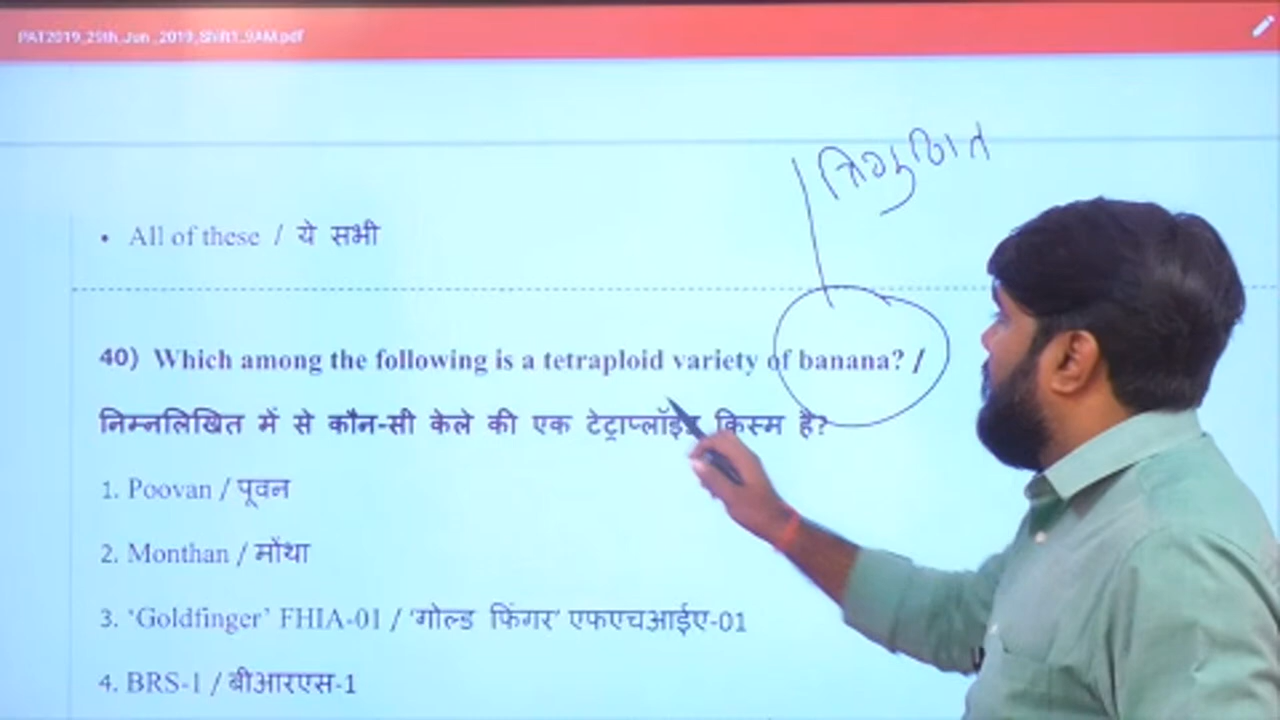 PAT2019_29th_Jun_2019_Shift1_9AM.pdf
त्रिगुणित
• All of these / ये सभी
40) Which among the following is a tetraploid variety of banana? /
निम्नलिखित में से कौन-सी केले की एक टेट्राप्लॉइड किस्म है?
1. Poovan / पूवन
2. Monthan / मोंथा
3. ‘Goldfinger’ FHIA-01 / ‘गोल्ड फिंगर’ एफएचआईए-01
4. BRS-1 / बीआरएस-1